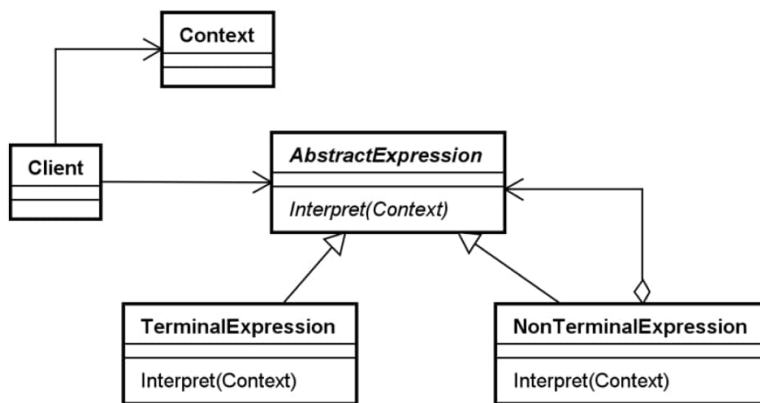 Context
Client
AbstractExpression
Interpret(Context)
TerminalExpression
Interpret(Context)
NonTerminalExpression
Interpret(Context)